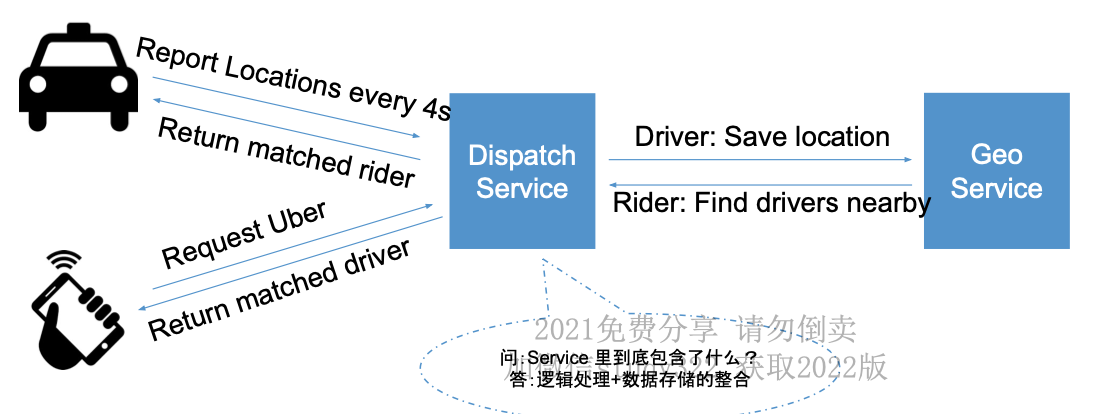 Report Locations every 4s
Return matched rider
Request Uber
Return matched driver
Dispatch
Service
Driver: Save location
Rider: Find drivers nearby
Geo
Service
2021免费分享 请勿倒卖
问:Service 里到底包含了什么?
获取2022版
答:逻辑处理+数据存储的整合